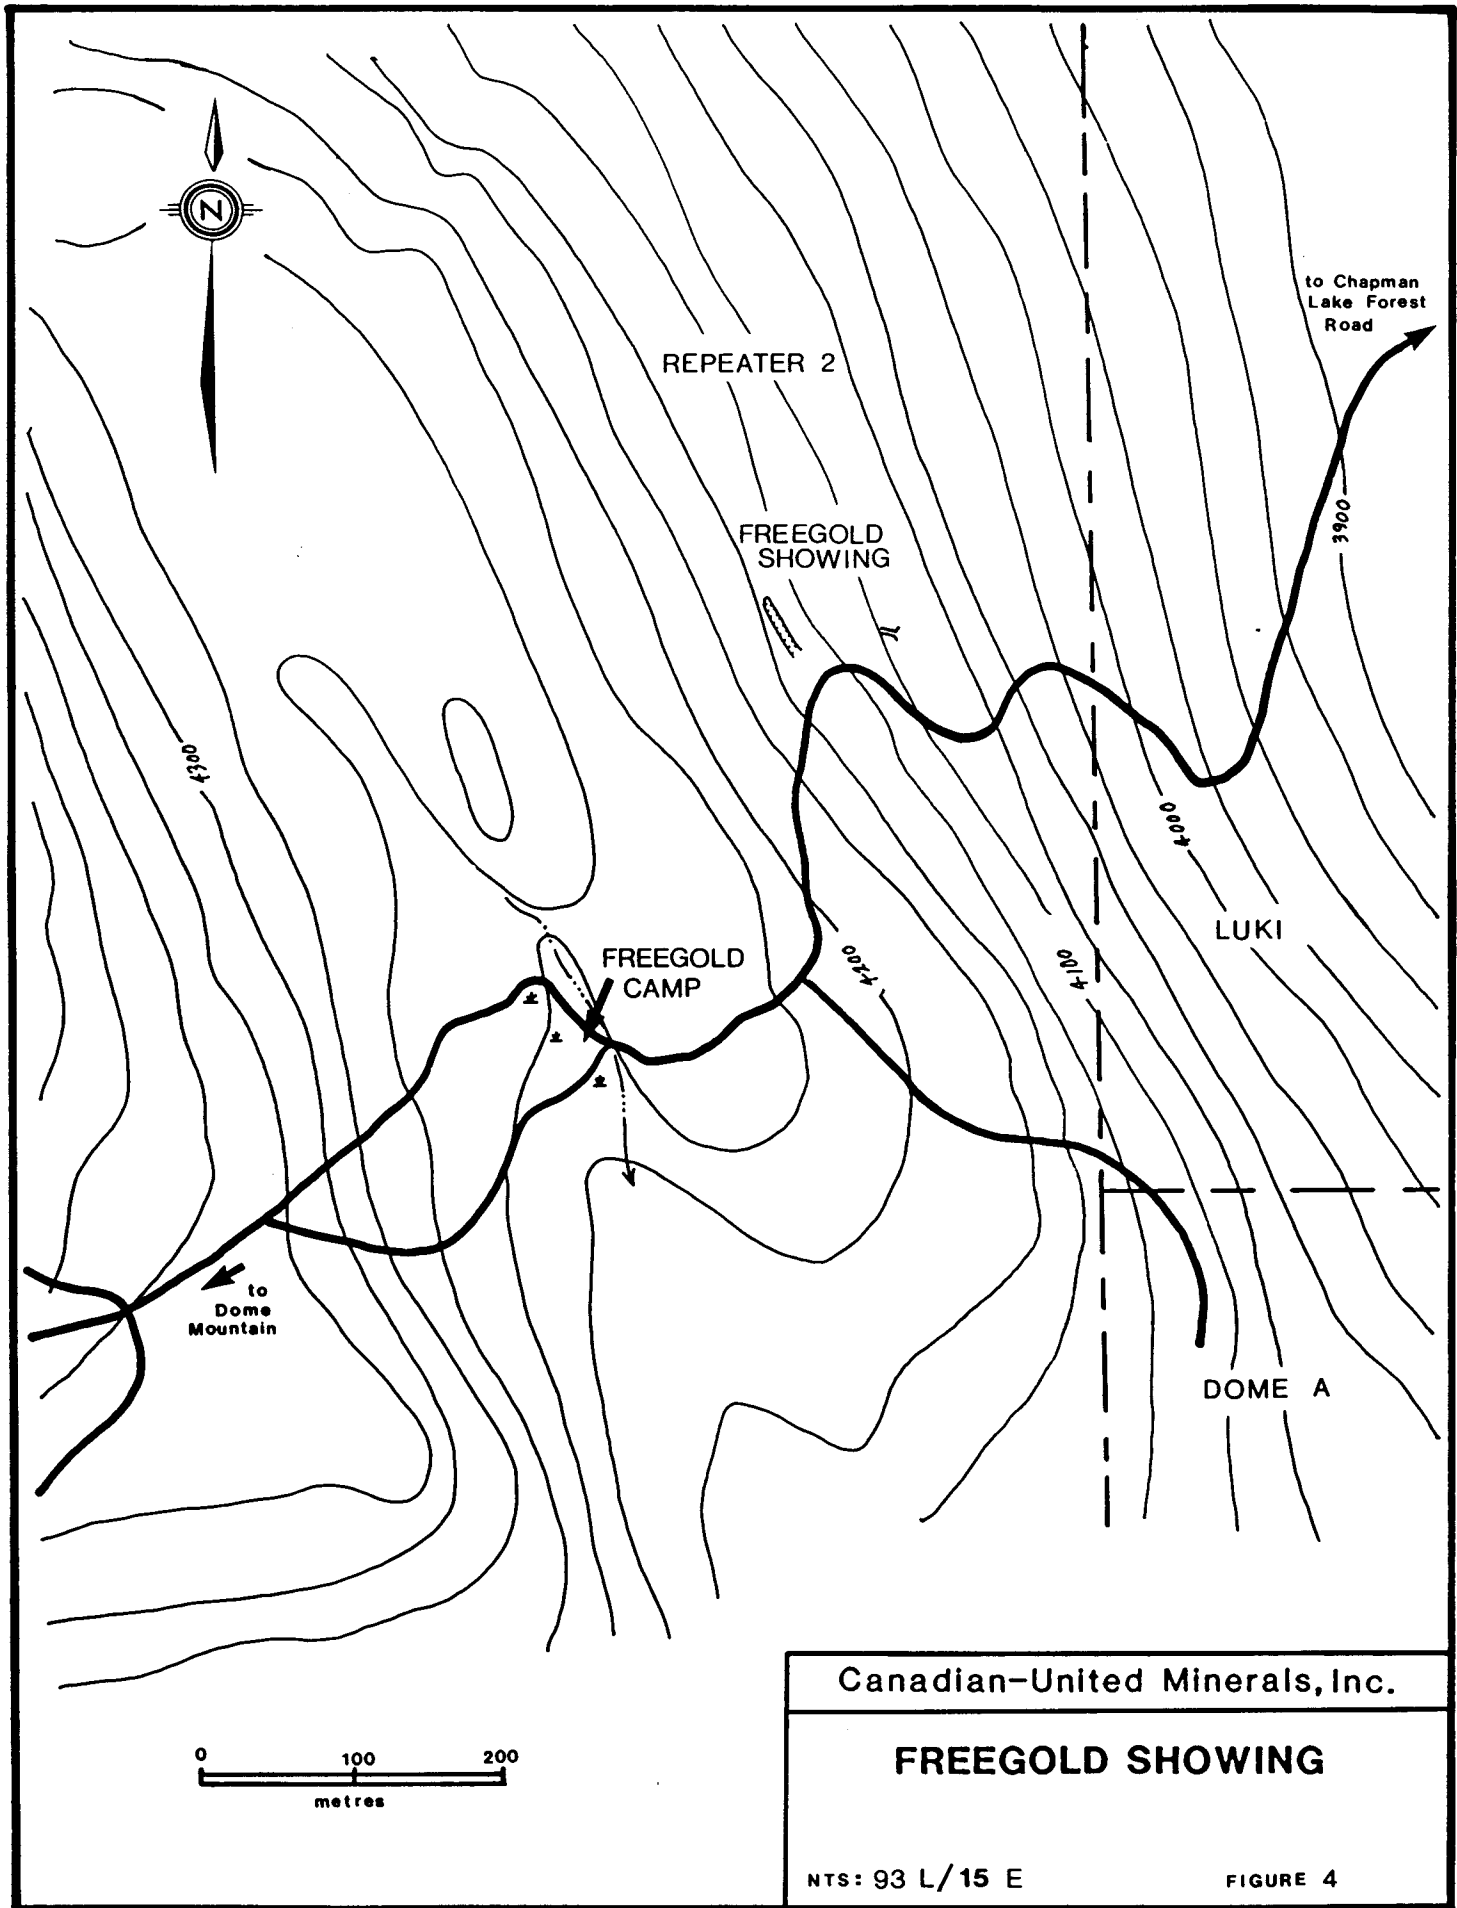 N
to Chapman
Lake Forest
Road
REPEATER 2
FREEGOLD
SHOWING
3900
4300
4000
LUKI
FREEGOLD
CAMP
4200
4100
to
Dome
Mountain
DOME A
Canadian-United Minerals, Inc.
FREEGOLD SHOWING
0 100 200
metres
NTS: 93 L/15 E
FIGURE 4